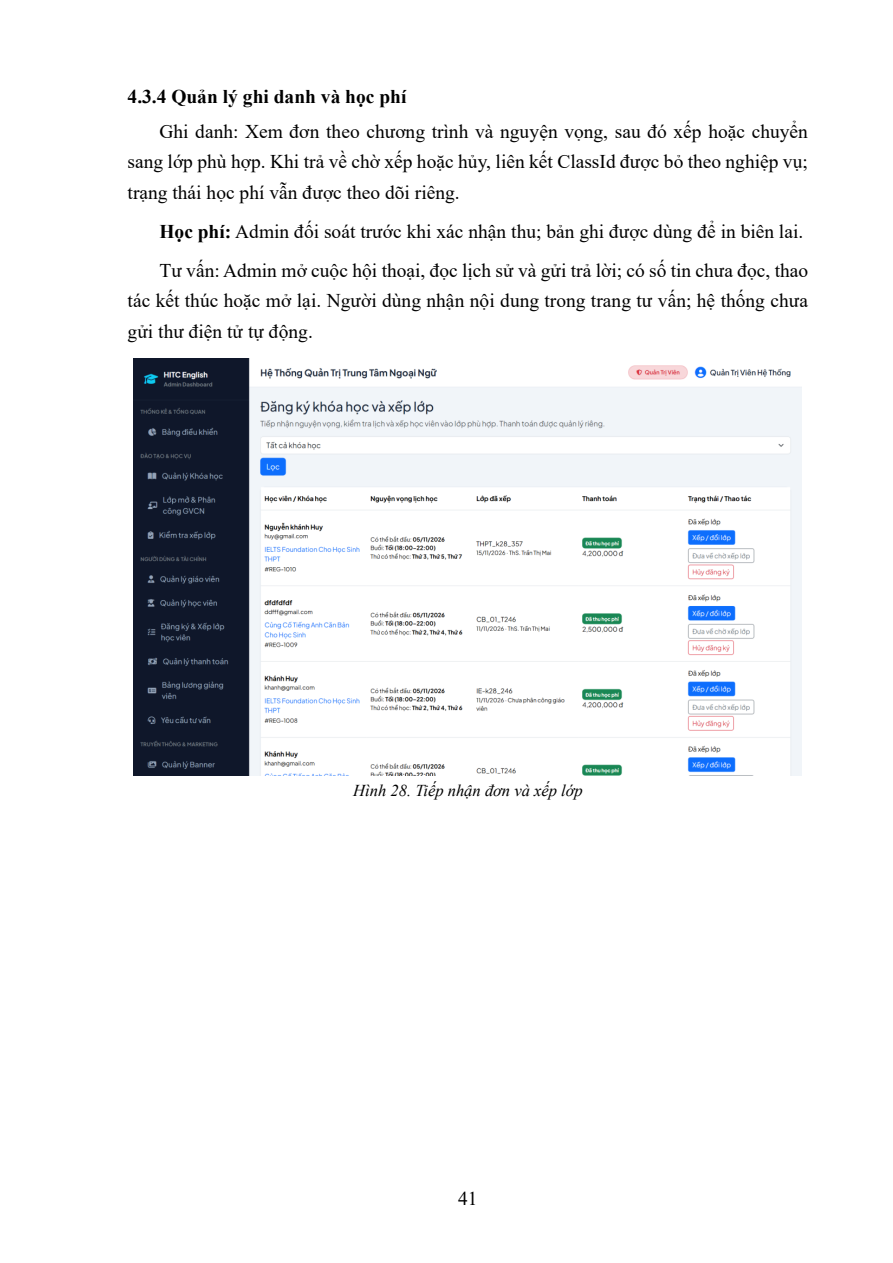 4.3.4 Quản lý ghi danh và học phí
Ghi danh: Xem đơn theo chương trình và nguyện vọng, sau đó xếp hoặc chuyển
sang lớp phù hợp. Khi trả về chờ xếp hoặc hủy, liên kết ClassId được bỏ theo nghiệp vụ;
trạng thái học phí vẫn được theo dõi riêng.
Học phí: Admin đối soát trước khi xác nhận thu; bản ghi được dùng để in biên lai.
Tư vấn: Admin mở cuộc hội thoại, đọc lịch sử và gửi trả lời; có số tin chưa đọc, thao
tác kết thúc hoặc mở lại. Người dùng nhận nội dung trong trang tư vấn; hệ thống chưa
gửi thư điện tử tự động.
HITC English
Admin Dashboard
THỐNG KÊ & TỔNG QUAN
Bảng điều khiển
ĐÀO TẠO & HỌC VỤ
Quản lý Khóa học
Lớp mở & Phân
công GVCN
Kiểm tra xếp lớp
NGƯỜI DÙNG & TÀI CHÍNH
Quản lý giáo viên
Quản lý học viên
Đăng ký & Xếp lớp
học viên
Quản lý thanh toán
Bảng lương giảng
viên
Yêu cầu tư vấn
TRUYỀN THÔNG & MARKETING
Quản lý Banner
Hệ Thống Quản Trị Trung Tâm Ngoại Ngữ
Quản Trị Viên
Quản Trị Viên Hệ Thống
Đăng ký khóa học và xếp lớp
Tiếp nhận nguyện vọng, kiểm tra lịch và xếp học viên vào lớp phù hợp. Thanh toán được quản lý riêng.
Tất cả khóa học
Lọc
Học viên / Khóa học Nguyện vọng lịch học Lớp đã xếp Thanh toán Trạng thái / Thao tác
Nguyễn khánh Huy
huy@gmail.com
IELTS Foundation Cho Học Sinh
THPT
#REG-1010
Có thể bắt đầu: 05/11/2026
Buổi: Tối (18:00–22:00)
Thứ có thể học: Thứ 3, Thứ 5, Thứ 7
THPT_k28_357
15/11/2026 · ThS. Trần Thị Mai
Đã thu học phí
4,200,000 đ
Đã xếp lớp
Xếp / đổi lớp
Đưa về chờ xếp lớp
Hủy đăng ký
dfdfdfdf
ddfff@gmail.com
Củng Cố Tiếng Anh Căn Bản
Cho Học Sinh
#REG-1009
Có thể bắt đầu: 05/11/2026
Buổi: Tối (18:00–22:00)
Thứ có thể học: Thứ 2, Thứ 4, Thứ 6
CB_01_T246
11/11/2026 · ThS. Trần Thị Mai
Đã thu học phí
2,500,000 đ
Đã xếp lớp
Xếp / đổi lớp
Đưa về chờ xếp lớp
Hủy đăng ký
Khánh Huy
khanh@gmail.com
IELTS Foundation Cho Học Sinh
THPT
#REG-1008
Có thể bắt đầu: 05/11/2026
Buổi: Tối (18:00–22:00)
Thứ có thể học: Thứ 2, Thứ 4, Thứ 6
IE-k28_246
11/11/2026 · Chưa phân công giáo
viên
Đã thu học phí
4,200,000 đ
Đã xếp lớp
Xếp / đổi lớp
Đưa về chờ xếp lớp
Hủy đăng ký
Khánh Huy
khanh@gmail.com
Củng Cố Tiếng Anh Căn Bản
Có thể bắt đầu: 05/11/2026
Buổi: Tối (18:00–22:00)
CB_01_T246
Đã thu học phí
Đã xếp lớp
Xếp / đổi lớp
Hình 28. Tiếp nhận đơn và xếp lớp
41